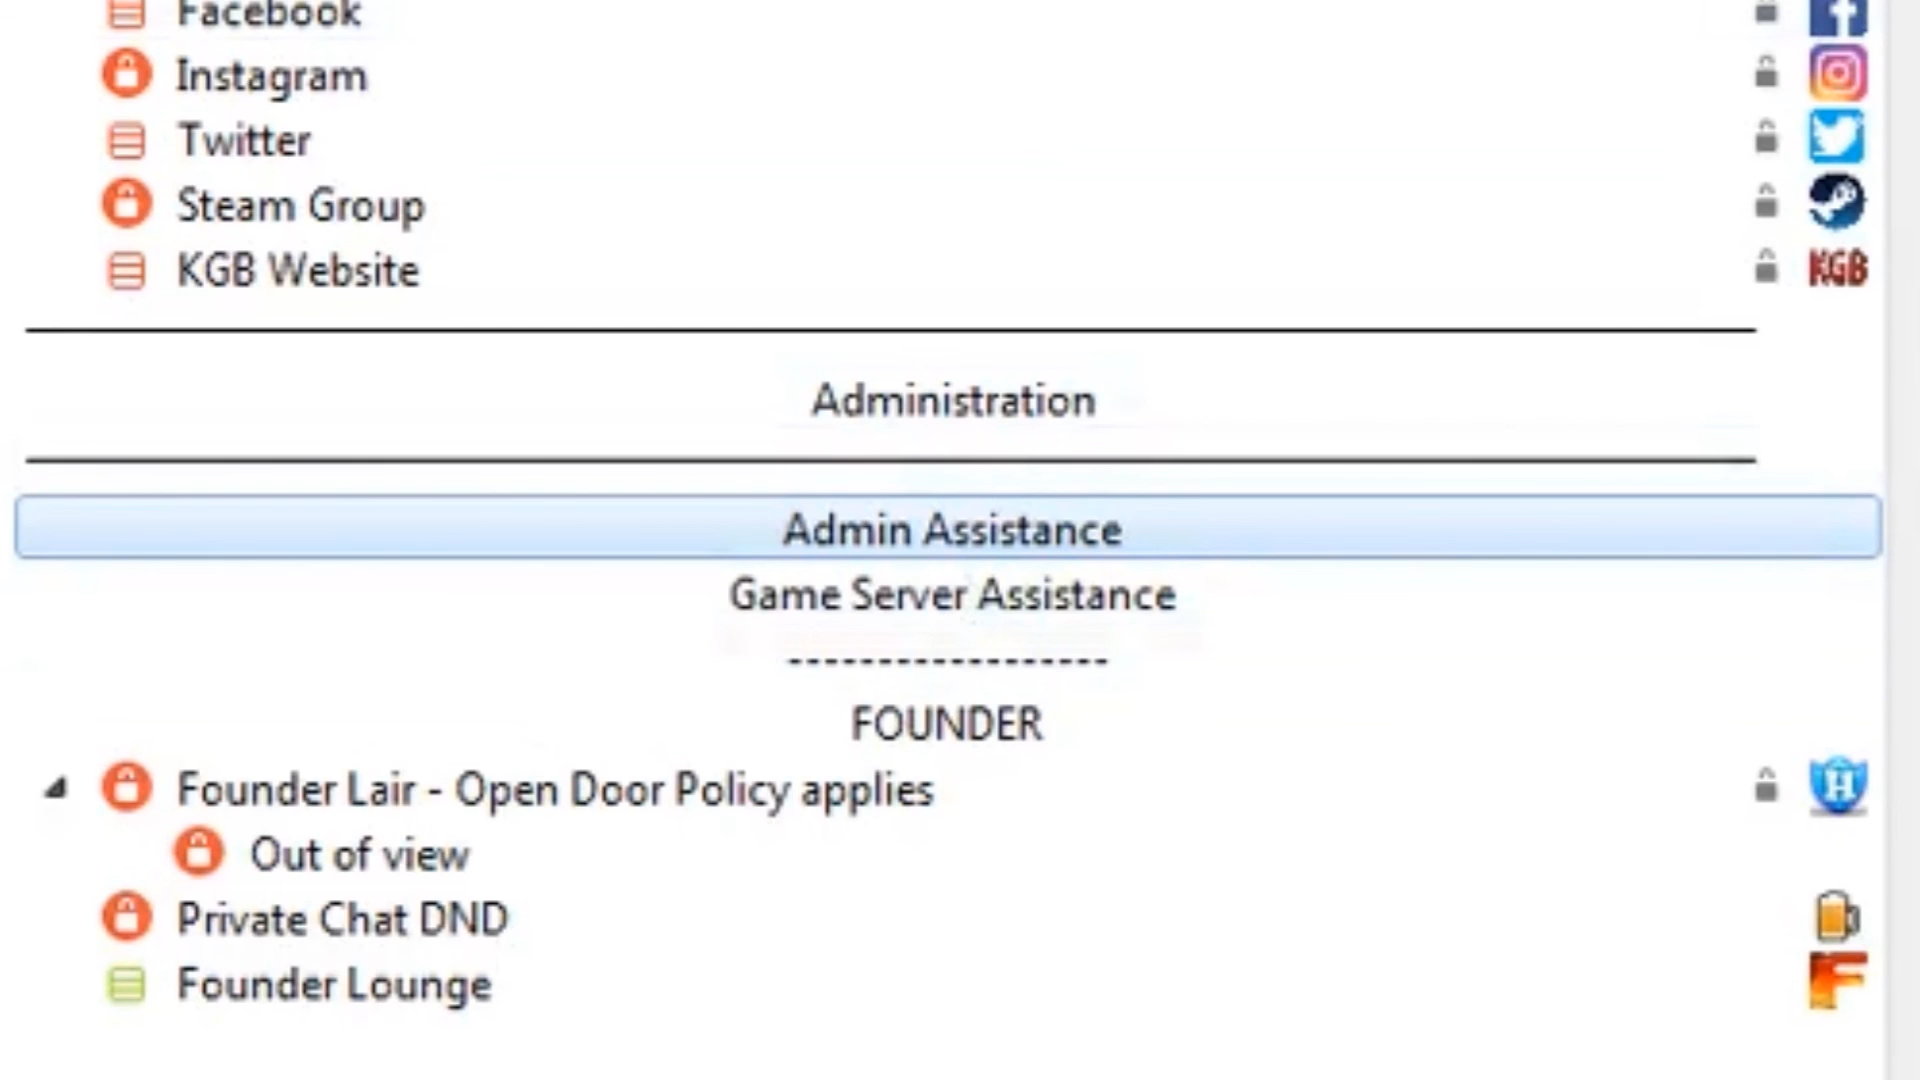 Facebook
Instagram
Twitter
Steam Group
KGB Website KGB
Administration
Admin Assistance
Game Server Assistance
-------------------
FOUNDER
Founder Lair - Open Door Policy applies H
Out of view
Private Chat DND
Founder Lounge F